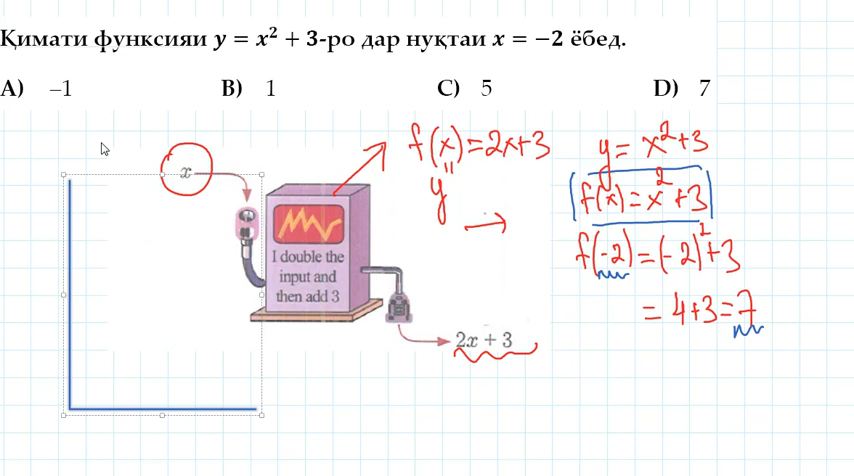 Қимати функсияи y = x² + 3-ро дар нуқтаи x = −2 ёбед.
A) −1 B) 1 C) 5 D) 7
x
I double the
input and
then add 3
2x + 3
f(x) = 2x+3
y
y = x²+3
f(x) = x²+3
f(-2) = (-2)²+3
= 4+3 = 7